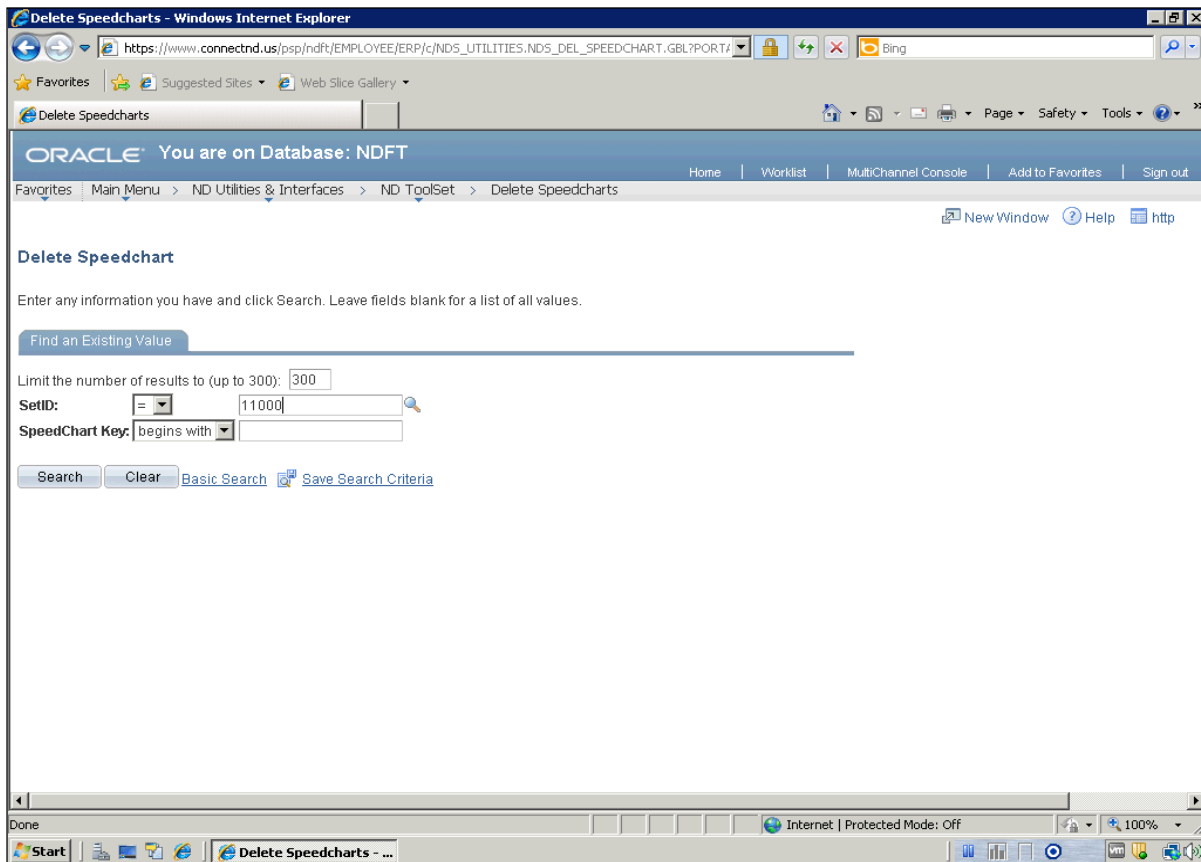 Delete Speedcharts - Windows Internet Explorer
https://www.connectnd.us/psp/ndft/EMPLOYEE/ERP/c/NDS_UTILITIES.NDS_DEL_SPEEDCHART.GBL?PORTA
Bing
Favorites Suggested Sites Web Slice Gallery
Delete Speedcharts
Page Safety Tools
ORACLE You are on Database: NDFT
Home | Worklist | MultiChannel Console | Add to Favorites | Sign out
Favorites Main Menu > ND Utilities & Interfaces > ND ToolSet > Delete Speedcharts
New Window Help http
Delete Speedchart
Enter any information you have and click Search. Leave fields blank for a list of all values.
Find an Existing Value
Limit the number of results to (up to 300): 300
SetID: = 11000
SpeedChart Key: begins with
Search Clear Basic Search Save Search Criteria
Done Internet | Protected Mode: Off 100%
Start Delete Speedcharts - ...